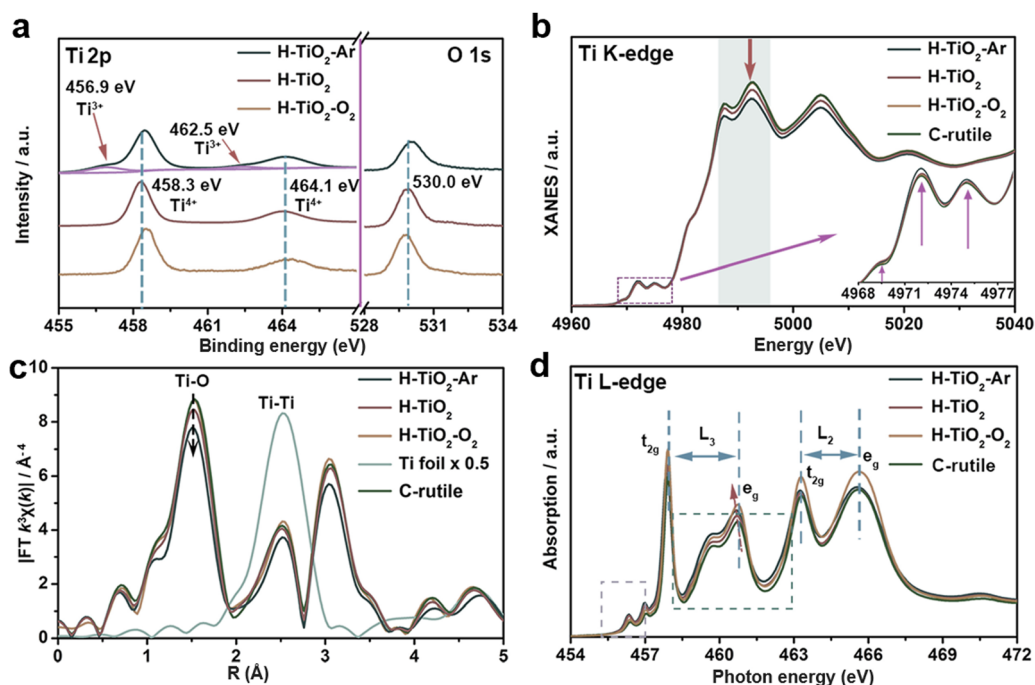 a
Ti 2p
O 1s
H-TiO₂-Ar
H-TiO₂
H-TiO₂-O₂
456.9 eV
Ti³⁺
462.5 eV
Ti³⁺
458.3 eV
Ti⁴⁺
464.1 eV
Ti⁴⁺
530.0 eV
Intensity / a.u.
455 458 461 464 528 531 534
Binding energy (eV)
b
Ti K-edge
H-TiO₂-Ar
H-TiO₂
H-TiO₂-O₂
C-rutile
XANES / a.u.
4968 4971 4974 4977
4960 4980 5000 5020 5040
Energy (eV)
c
Ti-O
Ti-Ti
H-TiO₂-Ar
H-TiO₂
H-TiO₂-O₂
Ti foil x 0.5
C-rutile
|FT k³χ(k)| / Å⁻⁴
10
8
6
4
2
0
0 1 2 3 4 5
R (Å)
d
Ti L-edge
H-TiO₂-Ar
H-TiO₂
H-TiO₂-O₂
C-rutile
t₂g
L₃
e_g
t₂g
L₂
e_g
Absorption / a.u.
454 457 460 463 466 469 472
Photon energy (eV)